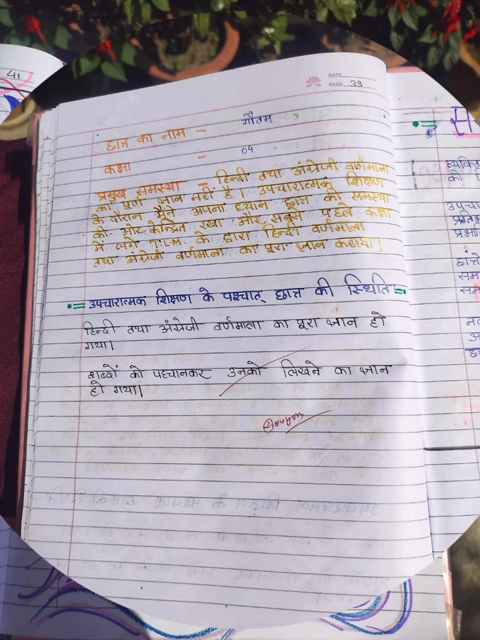 41
DATE
PAGE 39
छात्र का नाम - गौतम
कक्षा - 04
प्रमुख समस्या - हिन्दी तथा अंग्रेजी वर्णमाला
का पूर्ण ज्ञान नहीं है। उपचारात्मक शिक्षण
के दौरान मैंने अपना ध्यान छात्र की समस्या
की ओर केन्द्रित रखा और सबसे पहले कक्षा
में लगे T.L.M. के द्वारा हिन्दी वर्णमाला
तथा अंग्रेजी वर्णमाला का पूरा ज्ञान कराया।
उपचारात्मक शिक्षण के पश्चात् छात्र की स्थिति
हिन्दी तथा अंग्रेजी वर्णमाला का पूरा ज्ञान हो
गया।
शब्दों को पहचानकर उनको लिखने का ज्ञान
हो गया।